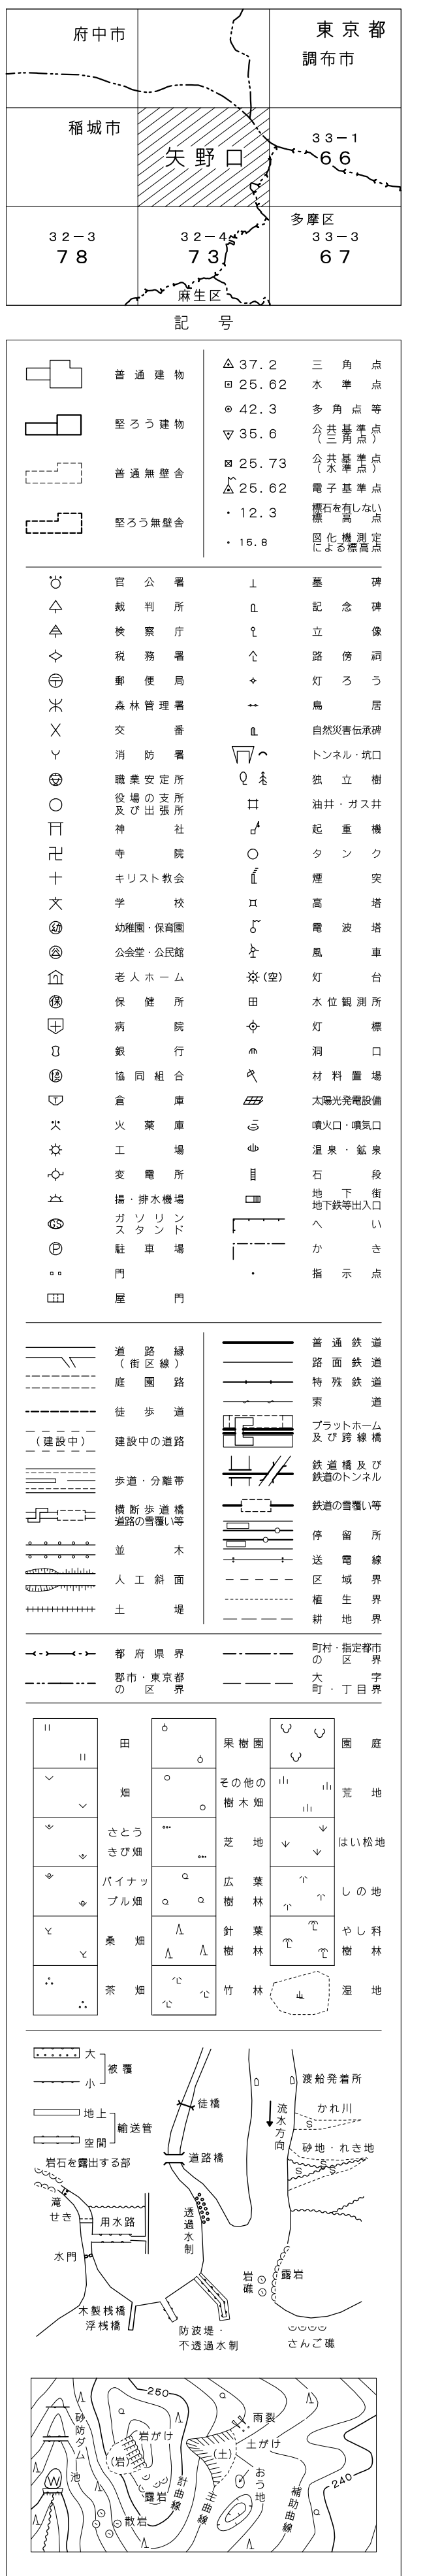 東京都
府中市
調布市
稲城市
矢野口
33-1
66
多摩区
32-3
78
32-4
73
33-3
67
麻生区
記号
普通建物
堅ろう建物
普通無壁舎
堅ろう無壁舎
37.2 三角点
25.62 水準点
42.3 多角点等
35.6 公共基準点
(三角点)
25.73 公共基準点
(水準点)
25.62 電子基準点
12.3 標石を有しない
標高点
15.8 図化機測定
による標高点
官公署
裁判所
検察庁
税務署
郵便局
森林管理署
交番
消防署
職業安定所
役場の支所
及び出張所
神社
寺院
キリスト教会
学校
幼稚園・保育園
公会堂・公民館
老人ホーム
保健所
病院
銀行
協同組合
倉庫
火薬庫
工場
変電所
揚・排水機場
GS ガソリン
スタンド
P 駐車場
門
屋門
墓碑
記念碑
立像
路傍祠
灯ろう
鳥居
自然災害伝承碑
トンネル・坑口
独立樹
油井・ガス井
起重機
タンク
煙突
高塔
電波塔
風車
(空) 灯台
水位観測所
灯標
洞口
材料置場
太陽光発電設備
噴火口・噴気口
温泉・鉱泉
石段
地下街
地下鉄等出入口
へい
かき
指示点
道路縁
(街区線)
庭園路
徒歩道
(建設中) 建設中の道路
歩道・分離帯
横断歩道橋
道路の雪覆い等
並木
人工斜面
土堤
普通鉄道
路面鉄道
特殊鉄道
索道
プラットホーム
及び跨線橋
鉄道橋及び
鉄道のトンネル
鉄道の雪覆い等
停留所
送電線
区域界
植生界
耕地界
都府県界
郡市・東京都
の区界
町村・指定都市
の区界
大字
町・丁目界
田
畑
さとう
きび畑
パイナッ
プル畑
桑畑
茶畑
果樹園
その他の
樹木畑
芝地
広葉
樹林
針葉
樹林
竹林
園庭
荒地
はい松地
しの地
やし科
樹林
湿地
大
小
被覆
地上
空間
輸送管
岩石を露出する部
滝
せき
用水路
水門
木製桟橋
浮桟橋
徒橋
道路橋
透過水制
防波堤・
不透過水制
渡船発着所
流水方向
かれ川
砂地・れき地
岩礁
露岩
さんご礁
250
砂防ダム
池
W
岩がけ
(岩)
露岩
散岩
計曲線
主曲線
雨裂
土がけ
(土)
おう地
補助曲線
240